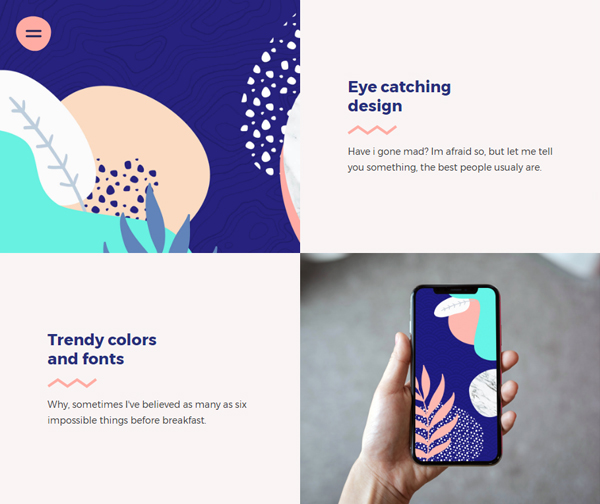 Eye catching
design
Have i gone mad? Im afraid so, but let me tell
you something, the best people usualy are.
Trendy colors
and fonts
Why, sometimes I've believed as many as six
impossible things before breakfast.